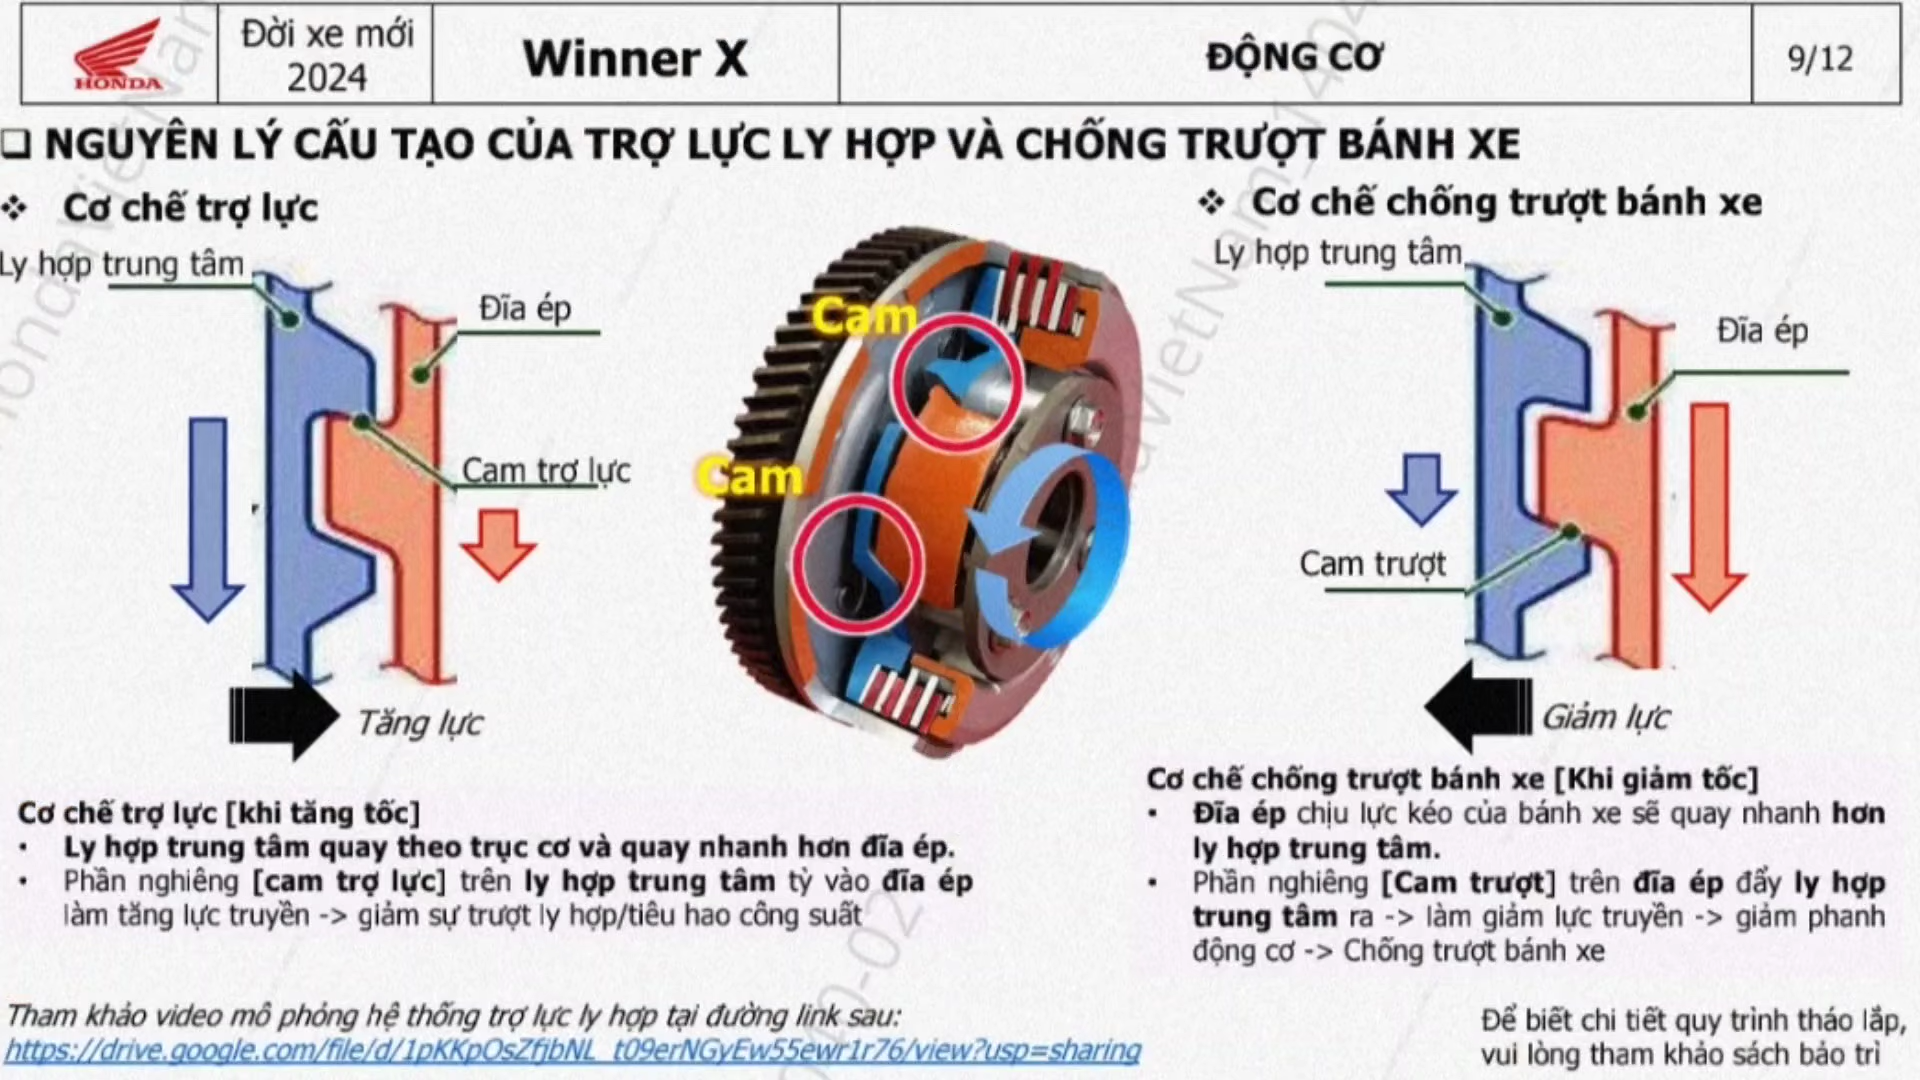 HONDA
Đời xe mới
2024
Winner X
ĐỘNG CƠ
9/12
❑ NGUYÊN LÝ CẤU TẠO CỦA TRỢ LỰC LY HỢP VÀ CHỐNG TRƯỢT BÁNH XE
❖ Cơ chế trợ lực
Ly hợp trung tâm
Đĩa ép
Cam trợ lực
Tăng lực
Cam
Cam
❖ Cơ chế chống trượt bánh xe
Ly hợp trung tâm
Đĩa ép
Cam trượt
Giảm lực
Cơ chế trợ lực [khi tăng tốc]
• Ly hợp trung tâm quay theo trục cơ và quay nhanh hơn đĩa ép.
• Phần nghiêng [cam trợ lực] trên ly hợp trung tâm tỳ vào đĩa ép
làm tăng lực truyền -> giảm sự trượt ly hợp/tiêu hao công suất
Cơ chế chống trượt bánh xe [Khi giảm tốc]
• Đĩa ép chịu lực kéo của bánh xe sẽ quay nhanh hơn
ly hợp trung tâm.
• Phần nghiêng [Cam trượt] trên đĩa ép đẩy ly hợp
trung tâm ra -> làm giảm lực truyền -> giảm phanh
động cơ -> Chống trượt bánh xe
Tham khảo video mô phỏng hệ thống trợ lực ly hợp tại đường link sau:
https://drive.google.com/file/d/1pKKpOsZfjbNL_t09erNGyEw55ewr1r76/view?usp=sharing
Để biết chi tiết quy trình tháo lắp,
vui lòng tham khảo sách bảo trì